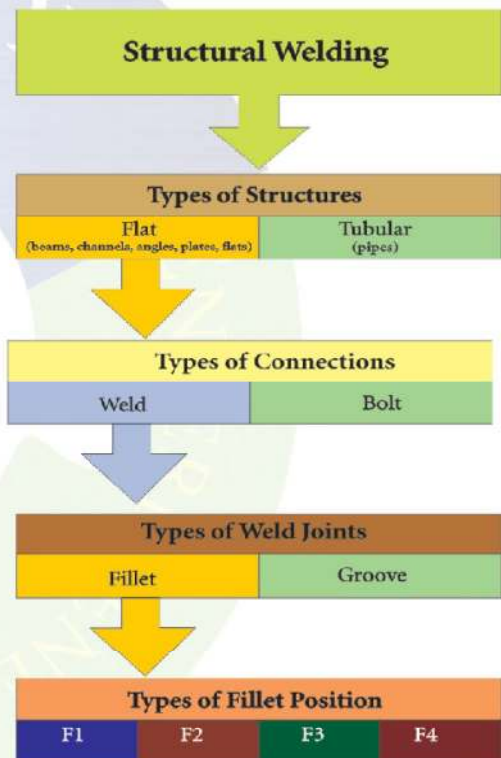 Structural Welding
Types of Structures
Flat
(beams, channels, angles, plates, flats)
Tubular
(pipes)
Types of Connections
Weld
Bolt
Types of Weld Joints
Fillet
Groove
Types of Fillet Position
F1
F2
F3
F4